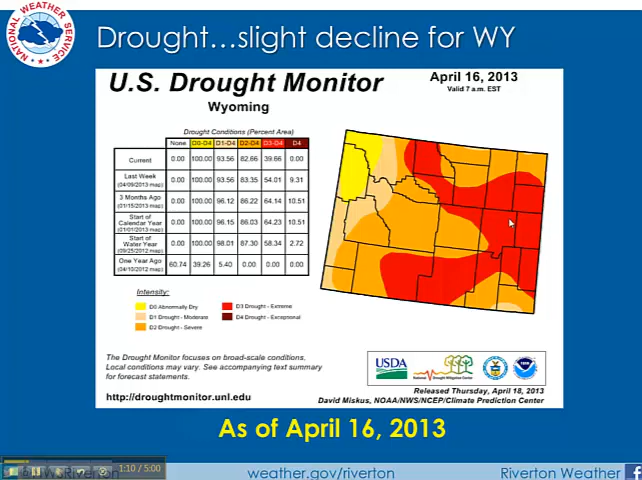 NATIONAL WEATHER SERVICE
Drought...slight decline for WY
U.S. Drought Monitor
Wyoming
April 16, 2013
Valid 7 a.m. EST
Drought Conditions (Percent Area)
None D0-D4 D1-D4 D2-D4 D3-D4 D4
Current 0.00 100.00 93.56 82.66 39.66 0.00
Last Week
(04/09/2013 map) 0.00 100.00 93.56 83.35 54.01 9.31
3 Months Ago
(01/15/2013 map) 0.00 100.00 96.12 86.22 64.14 10.51
Start of
Calendar Year
(01/01/2013 map) 0.00 100.00 96.15 86.03 64.23 10.51
Start of
Water Year
(09/25/2012 map) 0.00 100.00 98.01 87.30 58.34 2.72
One Year Ago
(04/10/2012 map) 60.74 39.26 5.40 0.00 0.00 0.00
Intensity:
D0 Abnormally Dry
D1 Drought - Moderate
D2 Drought - Severe
D3 Drought - Extreme
D4 Drought - Exceptional
The Drought Monitor focuses on broad-scale conditions.
Local conditions may vary. See accompanying text summary
for forecast statements.
http://droughtmonitor.unl.edu
USDA
National Drought Mitigation Center
Released Thursday, April 18, 2013
David Miskus, NOAA/NWS/NCEP/Climate Prediction Center
As of April 16, 2013
1:10 / 5:00
weather.gov/riverton
Riverton Weather